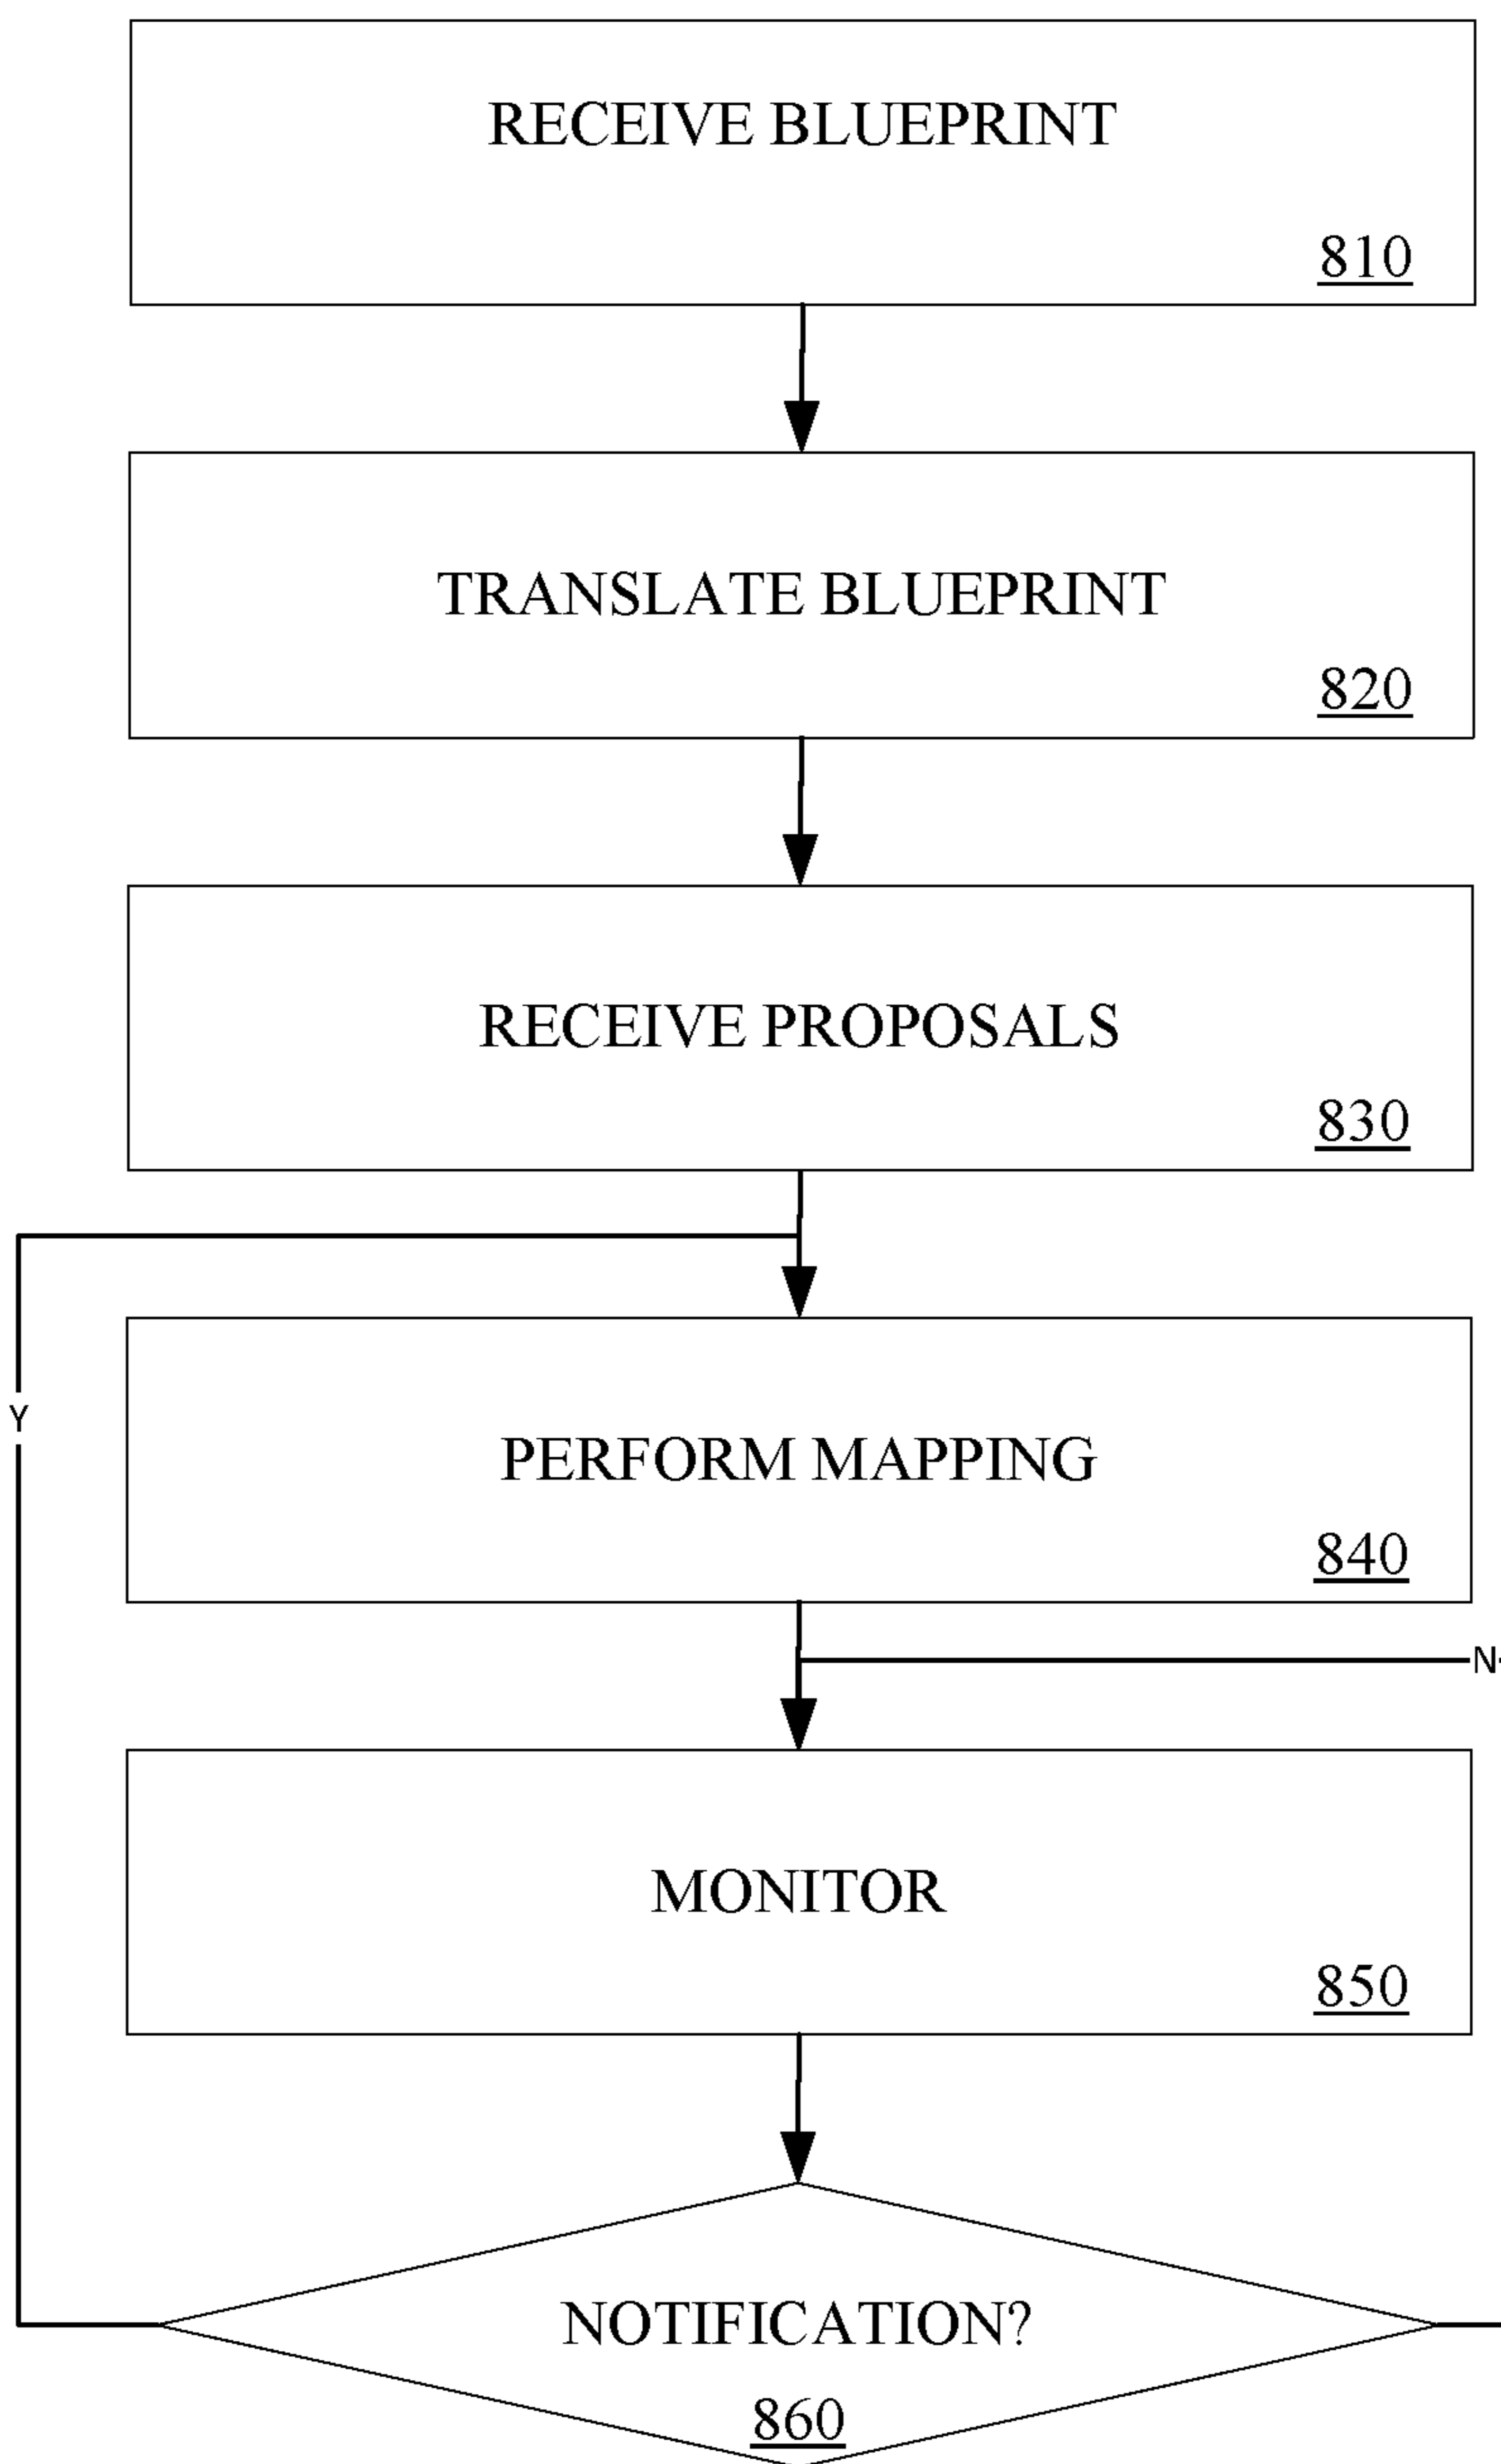 RECEIVE BLUEPRINT
810
TRANSLATE BLUEPRINT
820
RECEIVE PROPOSALS
830
Y
PERFORM MAPPING
840
N
MONITOR
850
NOTIFICATION?
860